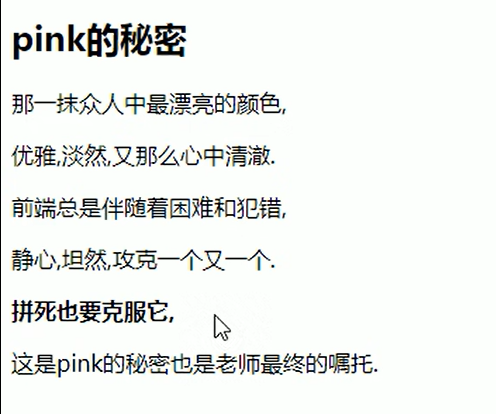 pink的秘密
那一抹众人中最漂亮的颜色,
优雅,淡然,又那么心中清澈.
前端总是伴随着困难和犯错,
静心,坦然,攻克一个又一个.
拼死也要克服它,
这是pink的秘密也是老师最终的嘱托.